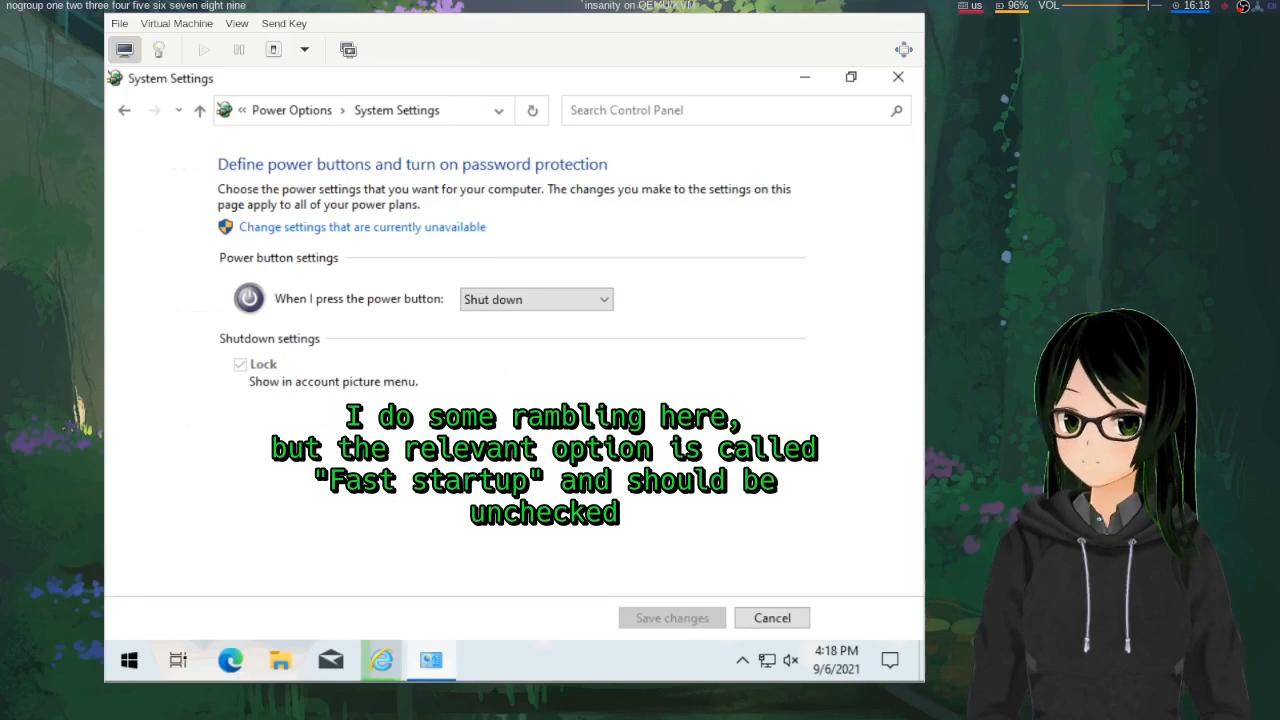 nogroup one two three four five six seven eight nine
insanity on QEMU/KVM
us 96% VOL 16:18
File Virtual Machine View Send Key
System Settings
« Power Options › System Settings
Search Control Panel
Define power buttons and turn on password protection
Choose the power settings that you want for your computer. The changes you make to the settings on this
page apply to all of your power plans.
Change settings that are currently unavailable
Power button settings
When I press the power button: Shut down
Shutdown settings
Lock
Show in account picture menu.
I do some rambling here,
but the relevant option is called
"Fast startup" and should be
unchecked
Save changes Cancel
4:18 PM
9/6/2021